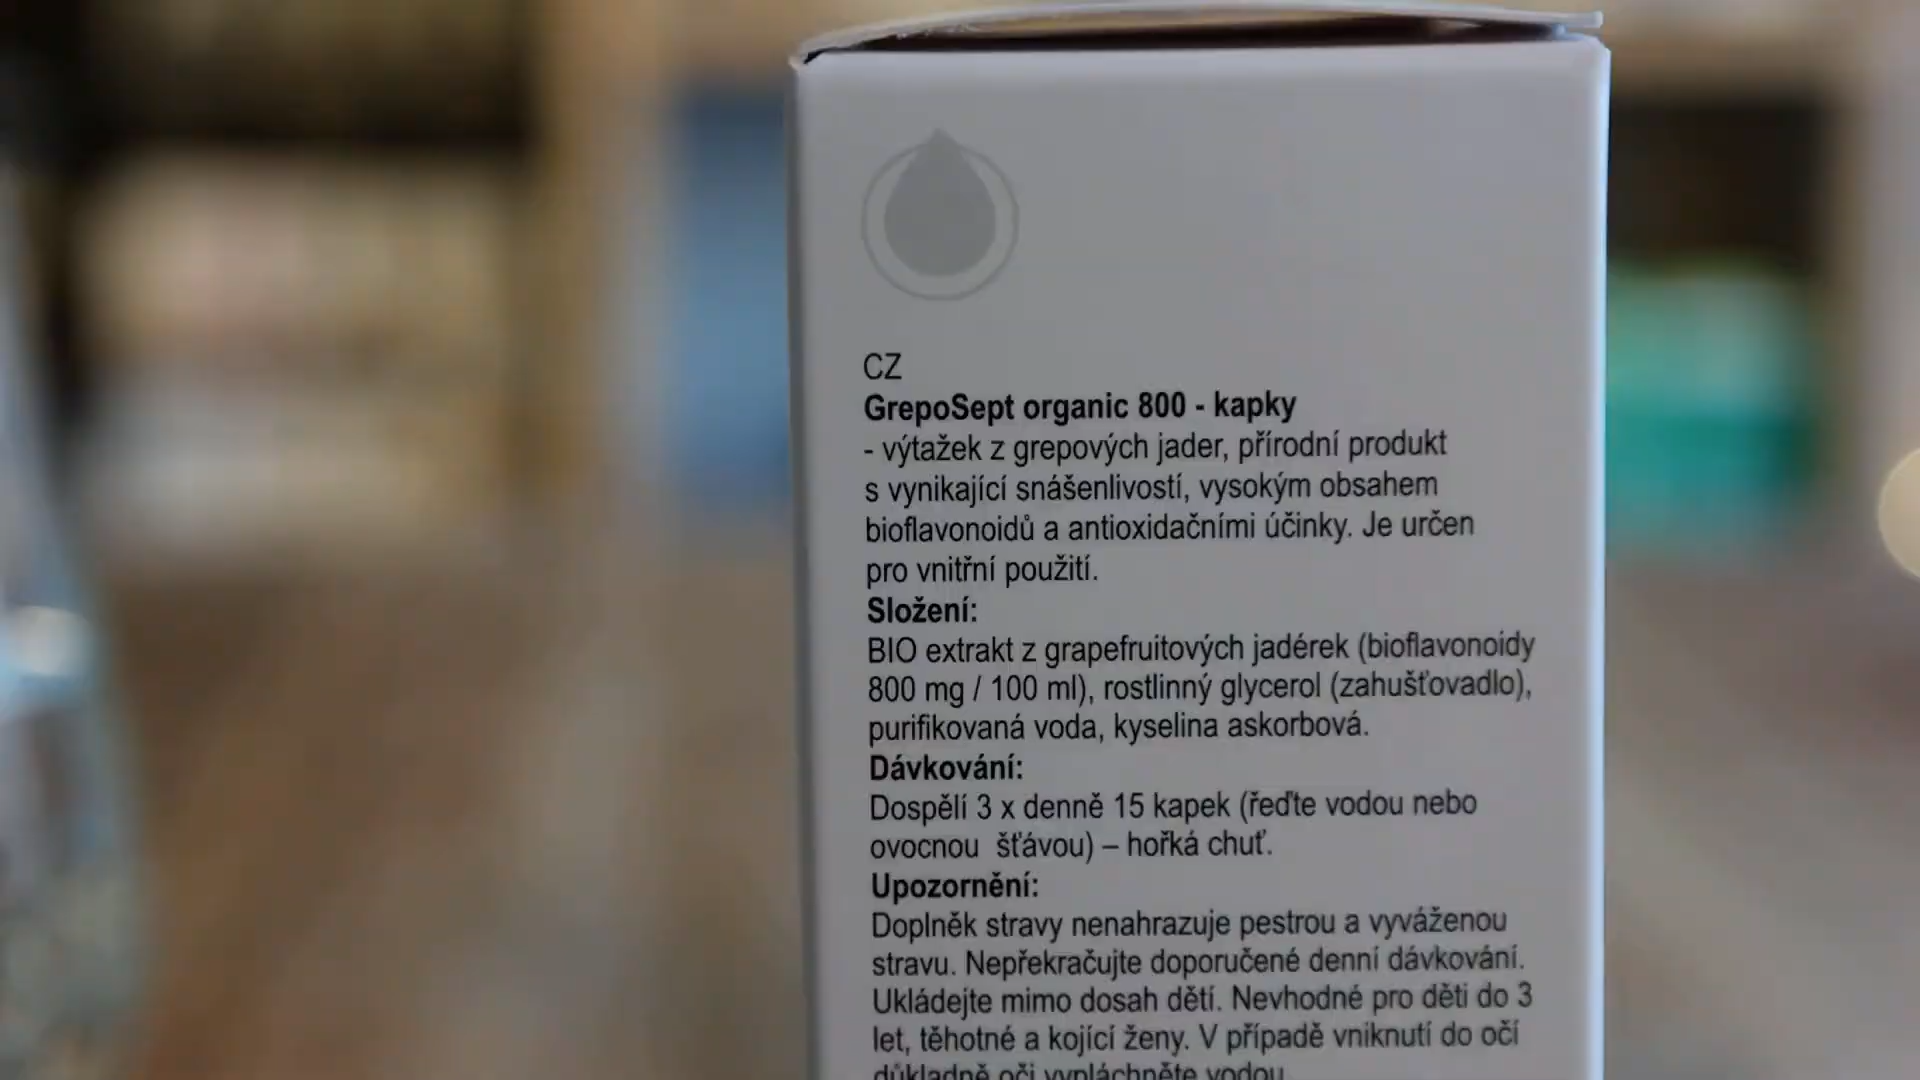 CZ
GrepoSept organic 800 - kapky
- výtažek z grepových jader, přírodní produkt
s vynikající snášenlivostí, vysokým obsahem
bioflavonoidů a antioxidačními účinky. Je určen
pro vnitřní použití.
Složení:
BIO extrakt z grapefruitových jadérek (bioflavonoidy
800 mg / 100 ml), rostlinný glycerol (zahušťovadlo),
purifikovaná voda, kyselina askorbová.
Dávkování:
Dospělí 3 x denně 15 kapek (řeďte vodou nebo
ovocnou  šťávou) – hořká chuť.
Upozornění:
Doplněk stravy nenahrazuje pestrou a vyváženou
stravu. Nepřekračujte doporučené denní dávkování.
Ukládejte mimo dosah dětí. Nevhodné pro děti do 3
let, těhotné a kojící ženy. V případě vniknutí do očí
důkladně oči vypláchněte vodou.